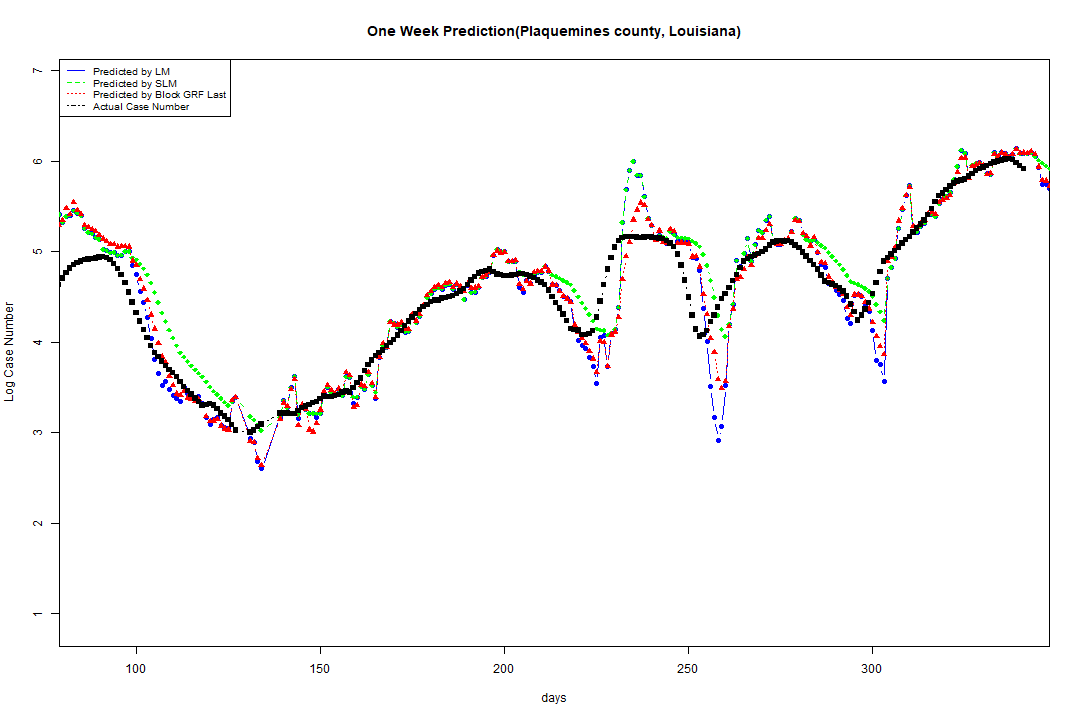 One Week Prediction(Plaquemines county, Louisiana)
Predicted by LM
Predicted by SLM
Predicted by Block GRF Last
Actual Case Number
7
6
5
4
3
2
1
Log Case Number
100 150 200 250 300
days